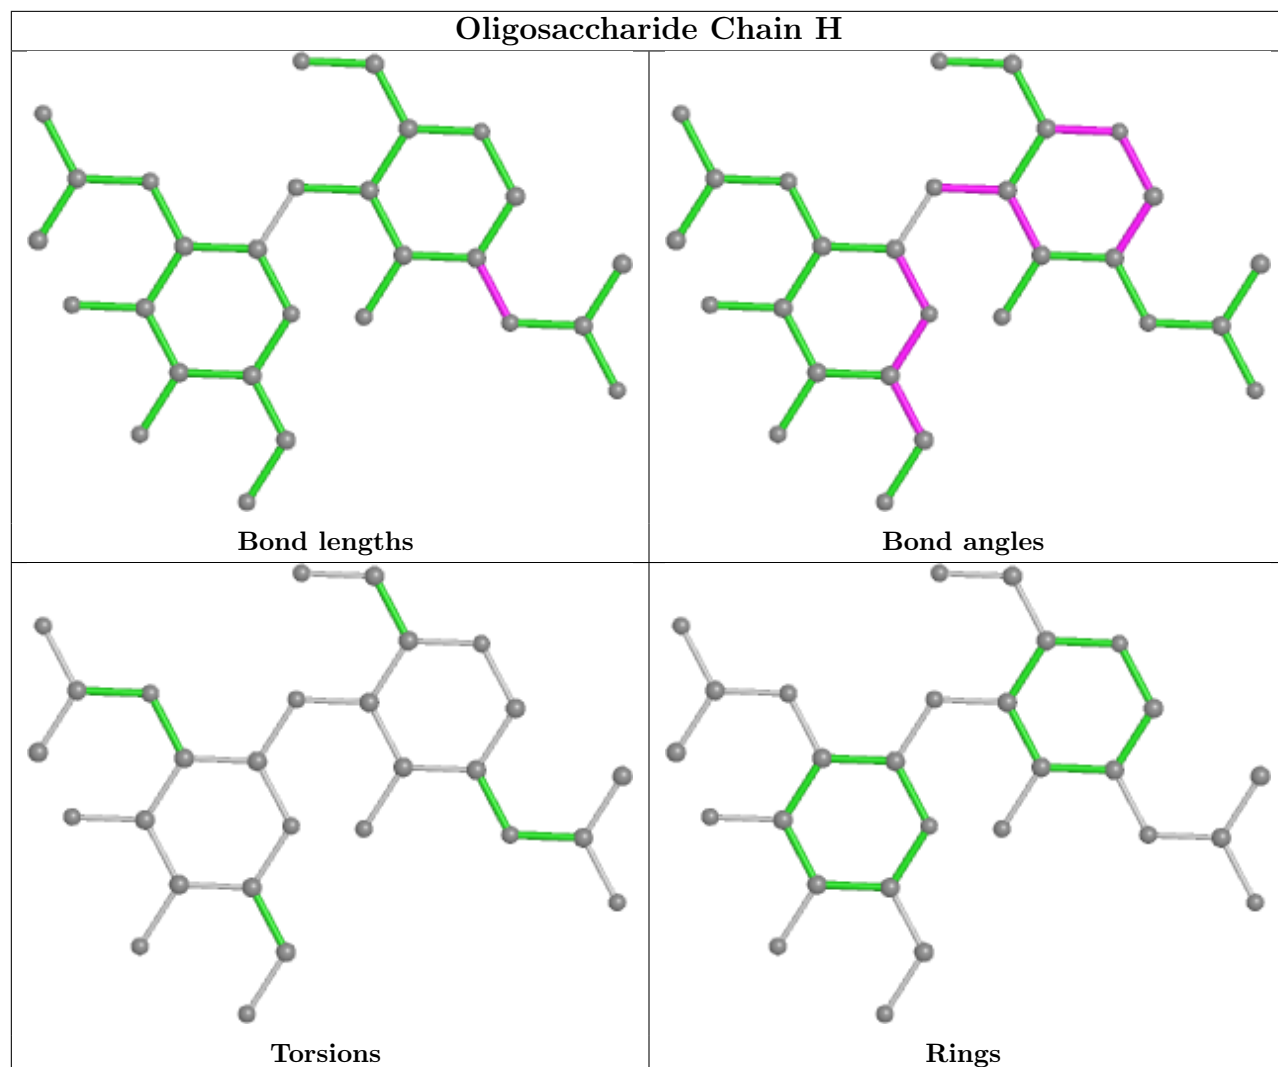 Oligosaccharide Chain H
Bond lengths
Bond angles
Torsions
Rings